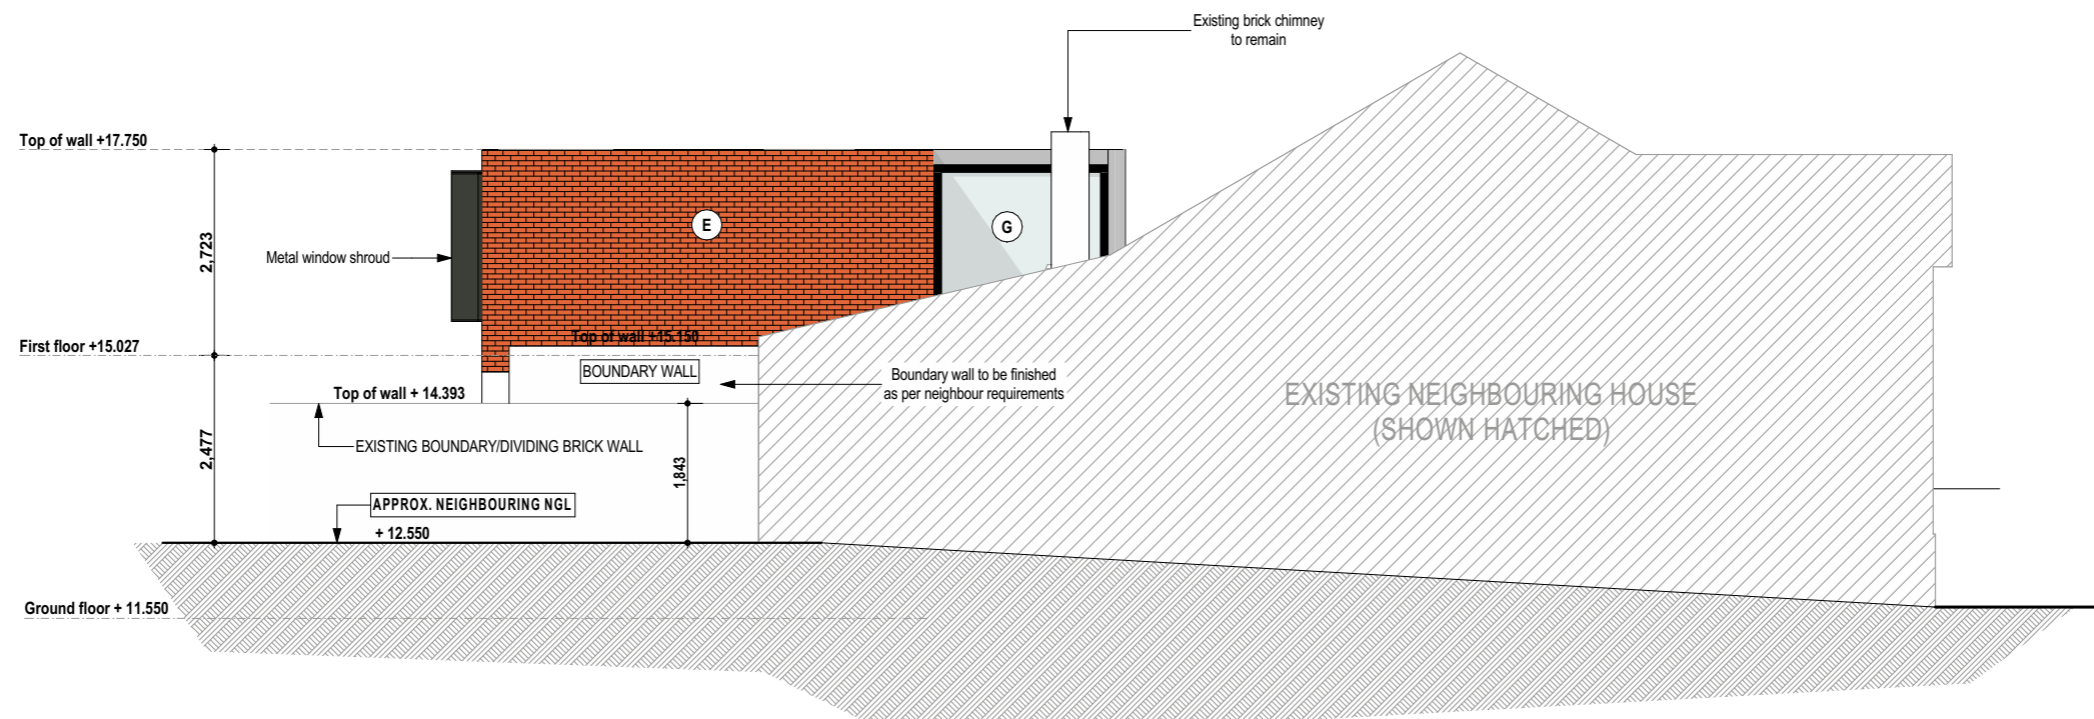 Existing brick chimney
to remain
Top of wall +17.750
E
G
2,723
Metal window shroud
Top of wall +15.150
First floor +15.027
BOUNDARY WALL
Boundary wall to be finished
as per neighbour requirements
Top of wall + 14.393
EXISTING NEIGHBOURING HOUSE
(SHOWN HATCHED)
EXISTING BOUNDARY/DIVIDING BRICK WALL
2,477
1,843
APPROX. NEIGHBOURING NGL
+ 12.550
Ground floor + 11.550